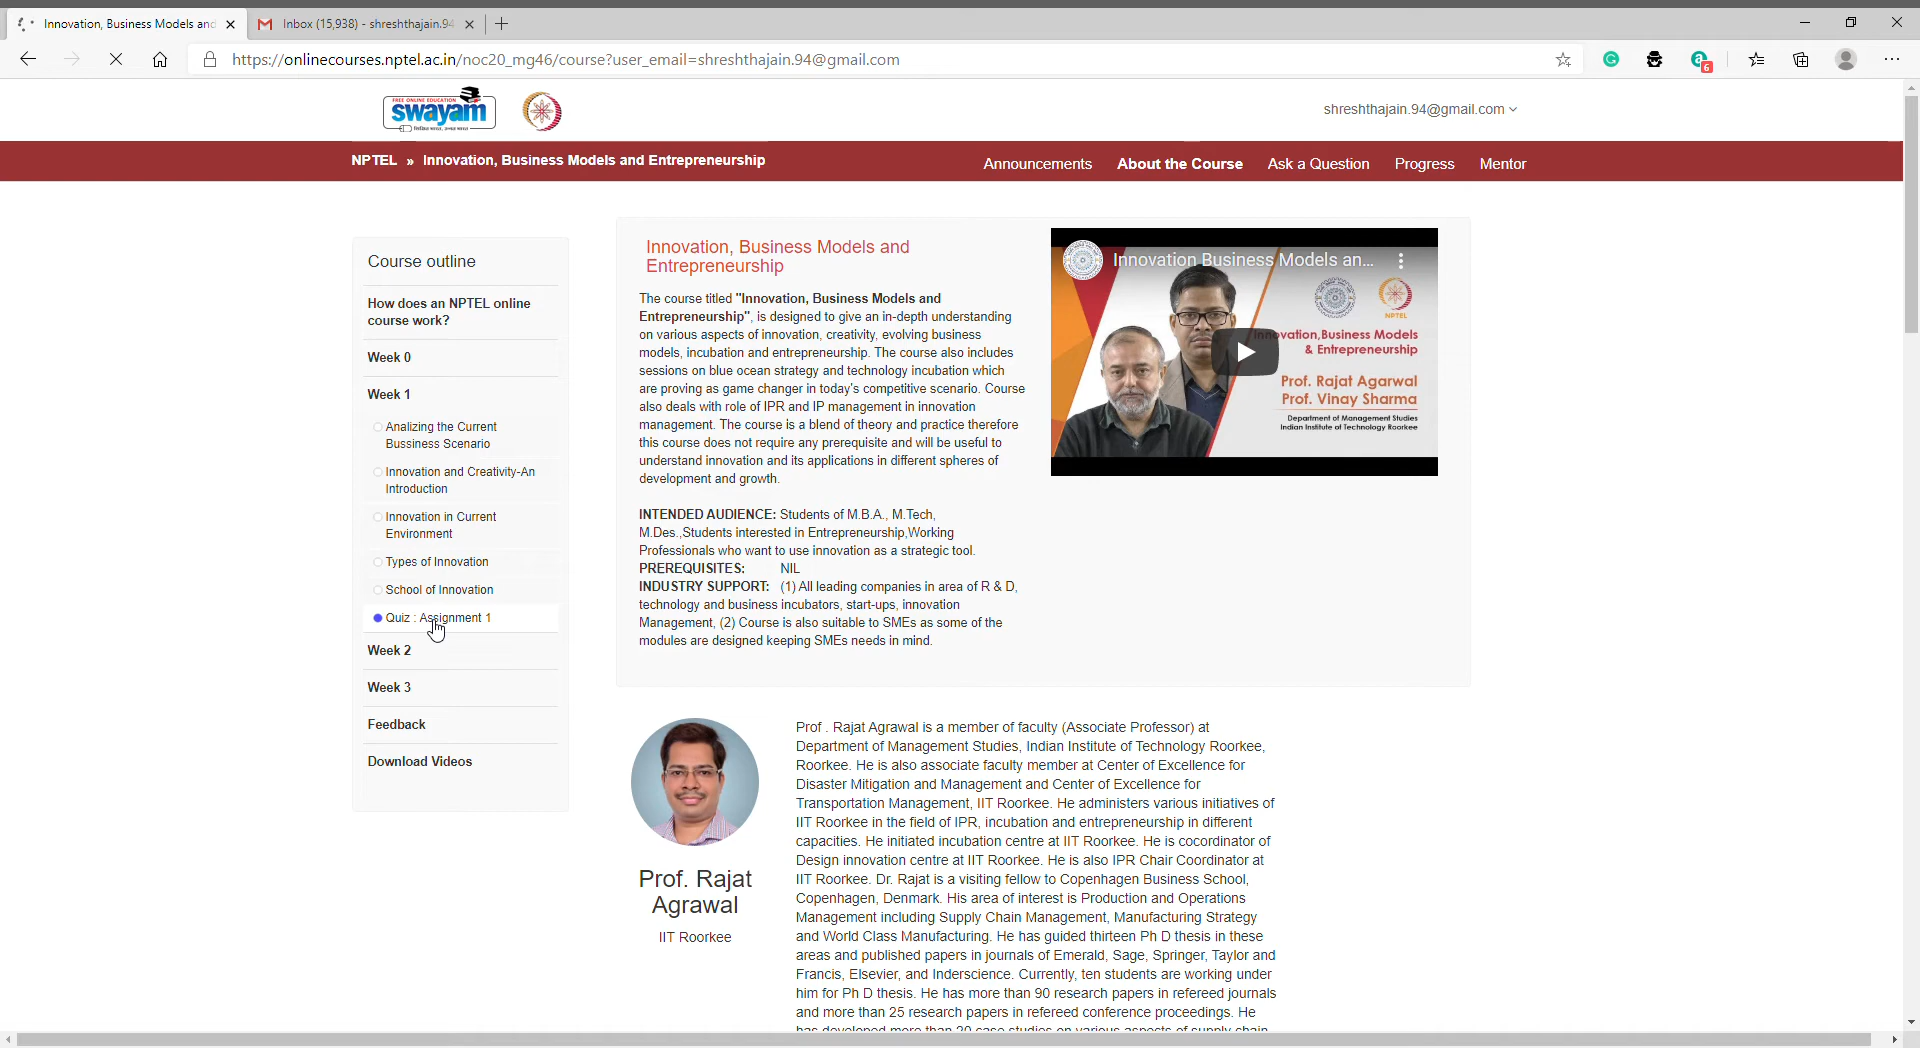 Innovation, Business Models and
Inbox (15,938) - shreshthajain.94
https://onlinecourses.nptel.ac.in/noc20_mg46/course?user_email=shreshthajain.94@gmail.com
6
FREE ONLINE EDUCATION
swayam
shreshthajain.94@gmail.com
NPTEL » Innovation, Business Models and Entrepreneurship
Announcements
About the Course
Ask a Question
Progress
Mentor
Course outline
How does an NPTEL online
course work?
Week 0
Week 1
Analizing the Current
Bussiness Scenario
Innovation and Creativity-An
Introduction
Innovation in Current
Environment
Types of Innovation
School of Innovation
Quiz : Assignment 1
Week 2
Week 3
Feedback
Download Videos
Innovation, Business Models and
Entrepreneurship
The course titled "Innovation, Business Models and
Entrepreneurship", is designed to give an in-depth understanding
on various aspects of innovation, creativity, evolving business
models, incubation and entrepreneurship. The course also includes
sessions on blue ocean strategy and technology incubation which
are proving as game changer in today's competitive scenario. Course
also deals with role of IPR and IP management in innovation
management. The course is a blend of theory and practice therefore
this course does not require any prerequisite and will be useful to
understand innovation and its applications in different spheres of
development and growth.
INTENDED AUDIENCE: Students of M.B.A., M.Tech,
M.Des.,Students interested in Entrepreneurship,Working
Professionals who want to use innovation as a strategic tool.
PREREQUISITES: NIL
INDUSTRY SUPPORT: (1) All leading companies in area of R & D,
technology and business incubators, start-ups, innovation
Management, (2) Course is also suitable to SMEs as some of the
modules are designed keeping SMEs needs in mind.
Innovation Business Models an...
NPTEL
Innovation,Business Models
& Entrepreneurship
Prof. Rajat Agarwal
Prof. Vinay Sharma
Department of Management Studies
Indian Institute of Technology Roorkee
Prof. Rajat
Agrawal
IIT Roorkee
Prof . Rajat Agrawal is a member of faculty (Associate Professor) at
Department of Management Studies, Indian Institute of Technology Roorkee,
Roorkee. He is also associate faculty member at Center of Excellence for
Disaster Mitigation and Management and Center of Excellence for
Transportation Management, IIT Roorkee. He administers various initiatives of
IIT Roorkee in the field of IPR, incubation and entrepreneurship in different
capacities. He initiated incubation centre at IIT Roorkee. He is cocordinator of
Design innovation centre at IIT Roorkee. He is also IPR Chair Coordinator at
IIT Roorkee. Dr. Rajat is a visiting fellow to Copenhagen Business School,
Copenhagen, Denmark. His area of interest is Production and Operations
Management including Supply Chain Management, Manufacturing Strategy
and World Class Manufacturing. He has guided thirteen Ph D thesis in these
areas and published papers in journals of Emerald, Sage, Springer, Taylor and
Francis, Elsevier, and Inderscience. Currently, ten students are working under
him for Ph D thesis. He has more than 90 research papers in refereed journals
and more than 25 research papers in refereed conference proceedings. He
has developed more than 20 case studies on various aspects of supply chain